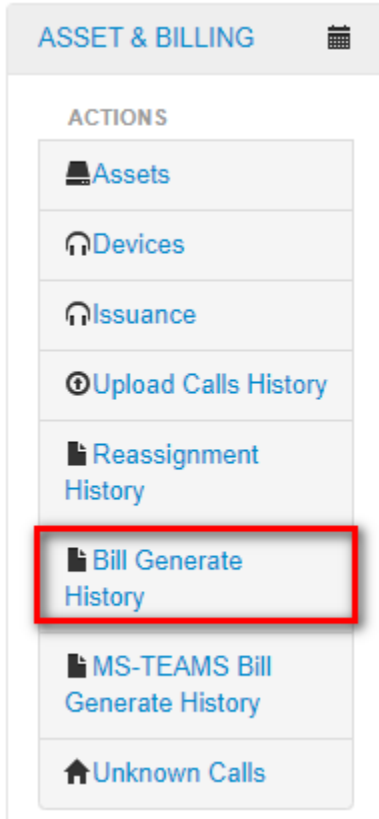 ASSET & BILLING
ACTIONS
Assets
Devices
Issuance
Upload Calls History
Reassignment
History
Bill Generate
History
MS-TEAMS Bill
Generate History
Unknown Calls